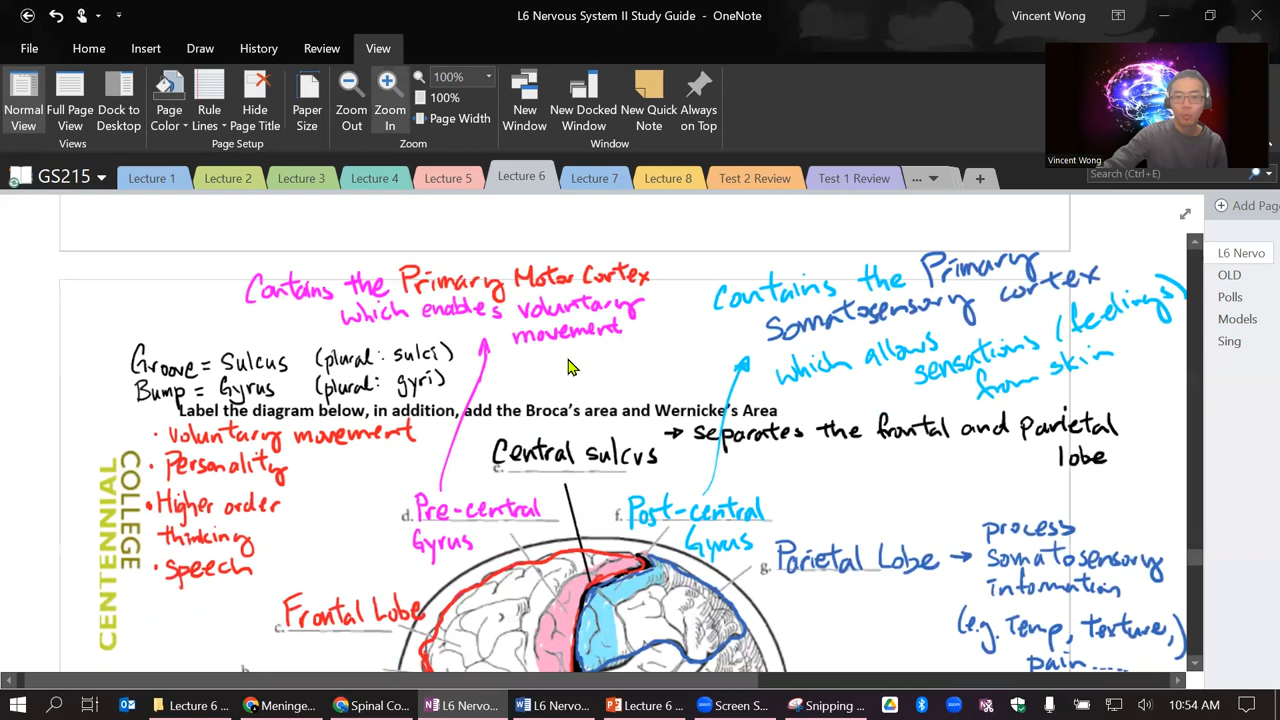 L6 Nervous System II Study Guide - OneNote
Vincent Wong
File Home Insert Draw History Review View
Normal View
Full Page View
Dock to Desktop
Views
Page Color
Rule Lines
Hide Page Title
Paper Size
Page Setup
Zoom Out
Zoom In
100%
100%
Page Width
Zoom
New Window
New Docked Window
New Quick Note
Always on Top
Window
Vincent Wong
GS215
Lecture 1 Lecture 2 Lecture 3 Lecture 4 Lecture 5 Lecture 6 Lecture 7 Lecture 8 Test 2 Review Test 1 Review ...
Search (Ctrl+E)
Add Pag
L6 Nervo
OLD
Polls
Models
Sing
Contains the Primary Motor Cortex
which enables voluntary
movement
Contains the Primary
Somatosensory cortex
which allows sensations (feelings)
from skin
Groove = Sulcus (plural: sulci)
Bump = Gyrus (plural: gyri)
Label the diagram below, in addition, add the Broca's area and Wernicke's Area
• voluntary movement
• Personality
• Higher order
thinking
• speech
CENTENNIAL
COLLEGE
e. Central sulcus → separates the frontal and parietal
lobe
d. Pre-central
Gyrus
f. Post-central
Gyrus
g. Parietal Lobe → process
somatosensory
information
(e.g. Temp, texture,)
pain....
c. Frontal Lobe
Lecture 6 ...
Meninge...
Spinal Co...
L6 Nervo...
L6 Nervo...
Lecture 6 ...
Screen S...
Snipping ...
10:54 AM